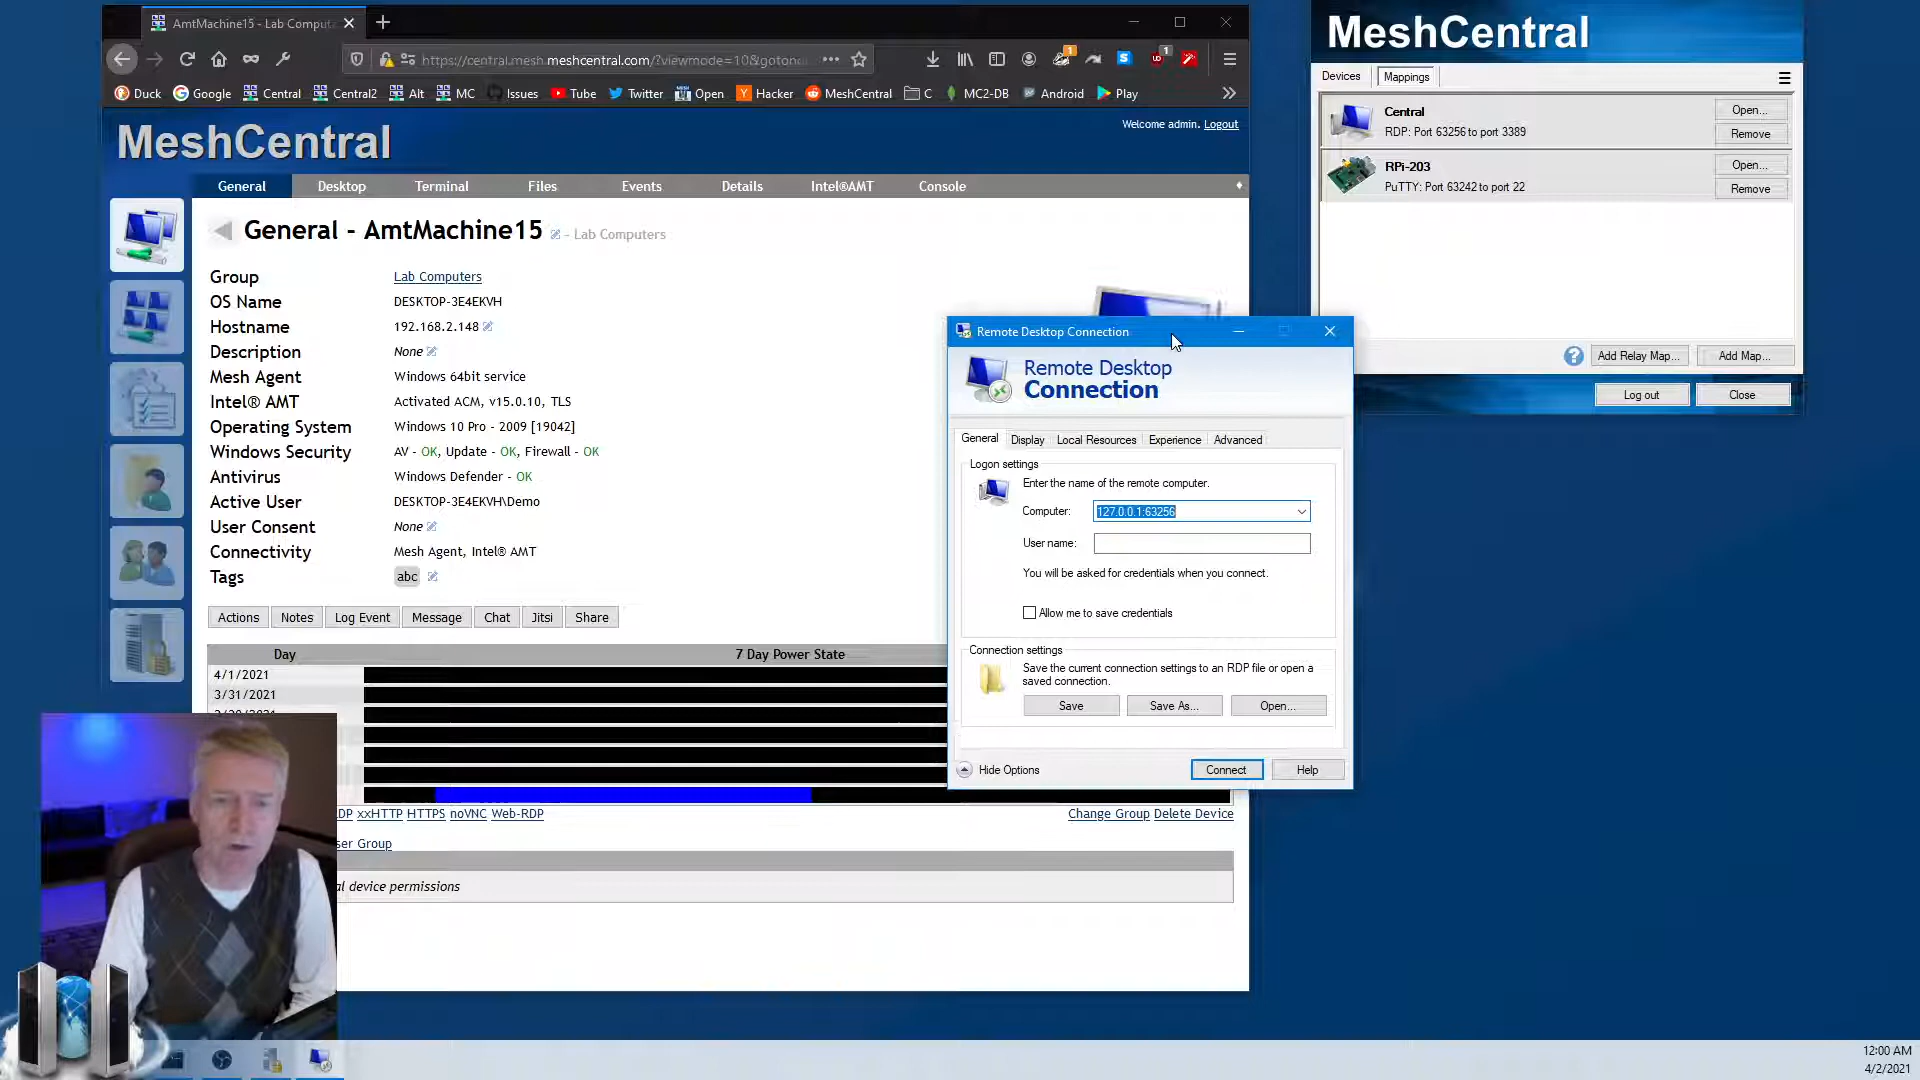 AmtMachine15 - Lab Compute
https://central.mesh.meshcentral.com/?viewmode=10&gotono
Duck Google Central Central2 Alt MC Issues Tube Twitter Open Hacker MeshCentral C MC2-DB Android Play
MeshCentral
Welcome admin. Logout
General Desktop Terminal Files Events Details Intel®AMT Console
General - AmtMachine15 - Lab Computers
Group Lab Computers
OS Name DESKTOP-3E4EKVH
Hostname 192.168.2.148
Description None
Mesh Agent Windows 64bit service
Intel® AMT Activated ACM, v15.0.10, TLS
Operating System Windows 10 Pro - 2009 [19042]
Windows Security AV - OK, Update - OK, Firewall - OK
Antivirus Windows Defender - OK
Active User DESKTOP-3E4EKVH\Demo
User Consent None
Connectivity Mesh Agent, Intel® AMT
Tags abc
Actions Notes Log Event Message Chat Jitsi Share
Day 7 Day Power State
4/1/2021
3/31/2021
DP xxHTTP HTTPS noVNC Web-RDP Change Group Delete Device
ser Group
al device permissions
Remote Desktop Connection
Remote Desktop
Connection
General Display Local Resources Experience Advanced
Logon settings
Enter the name of the remote computer.
Computer: 127.0.0.1:63256
User name:
You will be asked for credentials when you connect.
Allow me to save credentials
Connection settings
Save the current connection settings to an RDP file or open a
saved connection.
Save Save As... Open...
Hide Options Connect Help
MeshCentral
Devices Mappings
Central Open...
RDP: Port 63256 to port 3389 Remove
RPi-203 Open...
PuTTY: Port 63242 to port 22 Remove
Add Relay Map... Add Map...
Log out Close
12:00 AM
4/2/2021